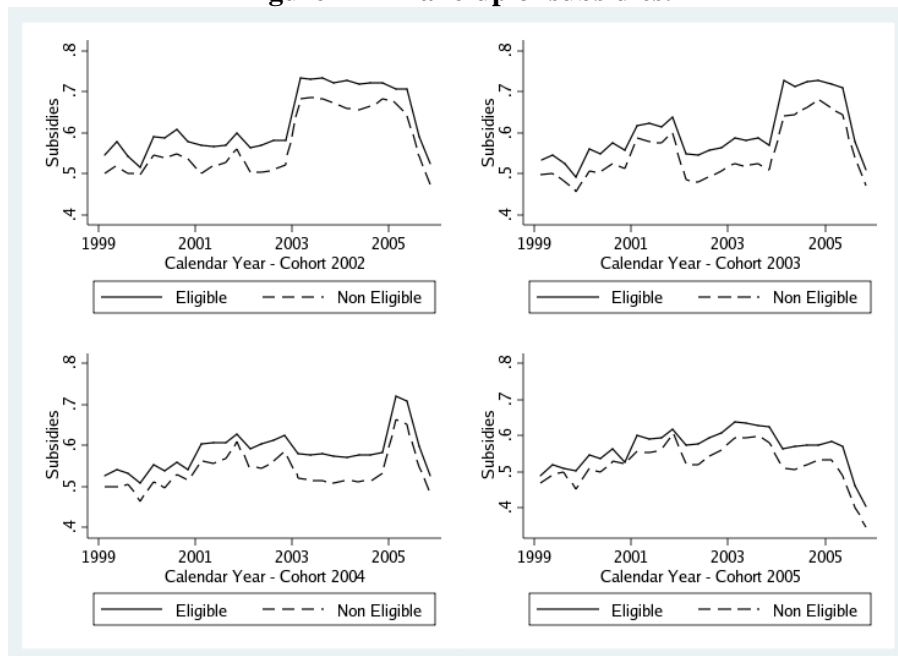 up of subsidies.
.8
.7
.6
.5
.4
Subsidies
1999 2001 2003 2005
Calendar Year - Cohort 2002
Eligible Non Eligible
.8
.7
.6
.5
.4
Subsidies
1999 2001 2003 2005
Calendar Year - Cohort 2003
Eligible Non Eligible
.8
.7
.6
.5
.4
Subsidies
1999 2001 2003 2005
Calendar Year - Cohort 2004
Eligible Non Eligible
.8
.7
.6
.5
.4
Subsidies
1999 2001 2003 2005
Calendar Year - Cohort 2005
Eligible Non Eligible